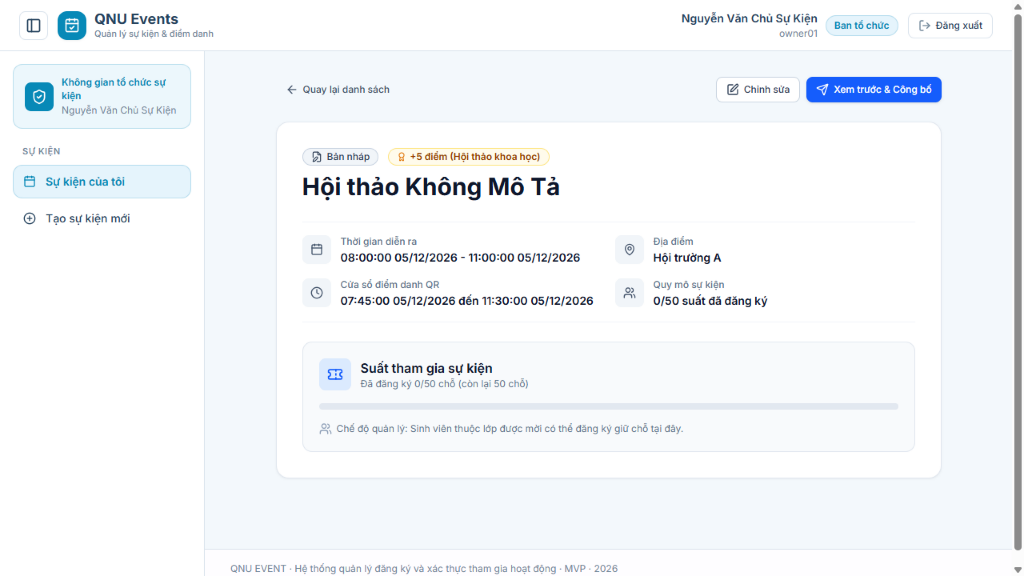 QNU Events
Quản lý sự kiện & điểm danh
Nguyễn Văn Chủ Sự Kiện
owner01
Ban tổ chức
Đăng xuất
Không gian tổ chức sự
kiện
Nguyễn Văn Chủ Sự Kiện
SỰ KIỆN
Sự kiện của tôi
Tạo sự kiện mới
Quay lại danh sách
Chỉnh sửa
Xem trước & Công bố
Bản nháp
+5 điểm (Hội thảo khoa học)
Hội thảo Không Mô Tả
Thời gian diễn ra
08:00:00 05/12/2026 - 11:00:00 05/12/2026
Địa điểm
Hội trường A
Cửa sổ điểm danh QR
07:45:00 05/12/2026 đến 11:30:00 05/12/2026
Quy mô sự kiện
0/50 suất đã đăng ký
Suất tham gia sự kiện
Đã đăng ký 0/50 chỗ (còn lại 50 chỗ)
Chế độ quản lý: Sinh viên thuộc lớp được mời có thể đăng ký giữ chỗ tại đây.
QNU EVENT · Hệ thống quản lý đăng ký và xác thực tham gia hoạt động · MVP · 2026